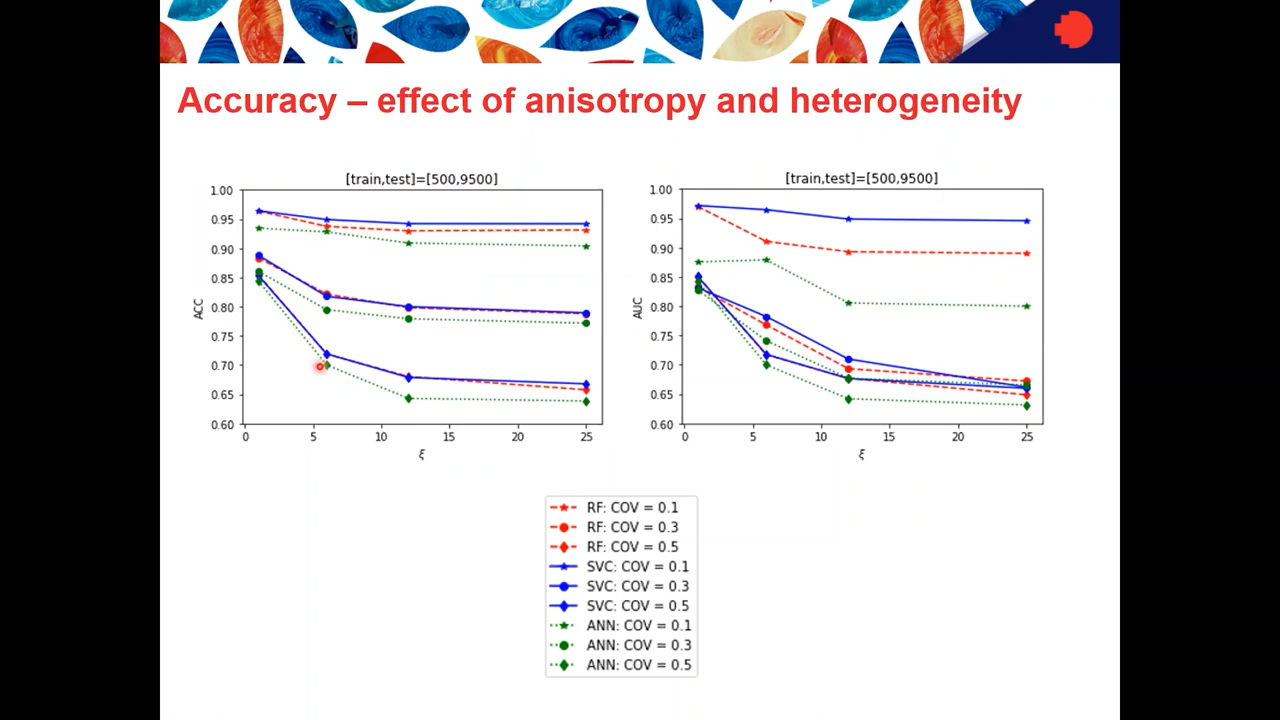 Accuracy – effect of anisotropy and heterogeneity
[train,test]=[500,9500]
1.00
0.95
0.90
0.85
0.80
0.75
0.70
0.65
0.60
ACC
0 5 10 15 20 25
ξ
[train,test]=[500,9500]
1.00
0.95
0.90
0.85
0.80
0.75
0.70
0.65
0.60
AUC
0 5 10 15 20 25
ξ
RF: COV = 0.1
RF: COV = 0.3
RF: COV = 0.5
SVC: COV = 0.1
SVC: COV = 0.3
SVC: COV = 0.5
ANN: COV = 0.1
ANN: COV = 0.3
ANN: COV = 0.5